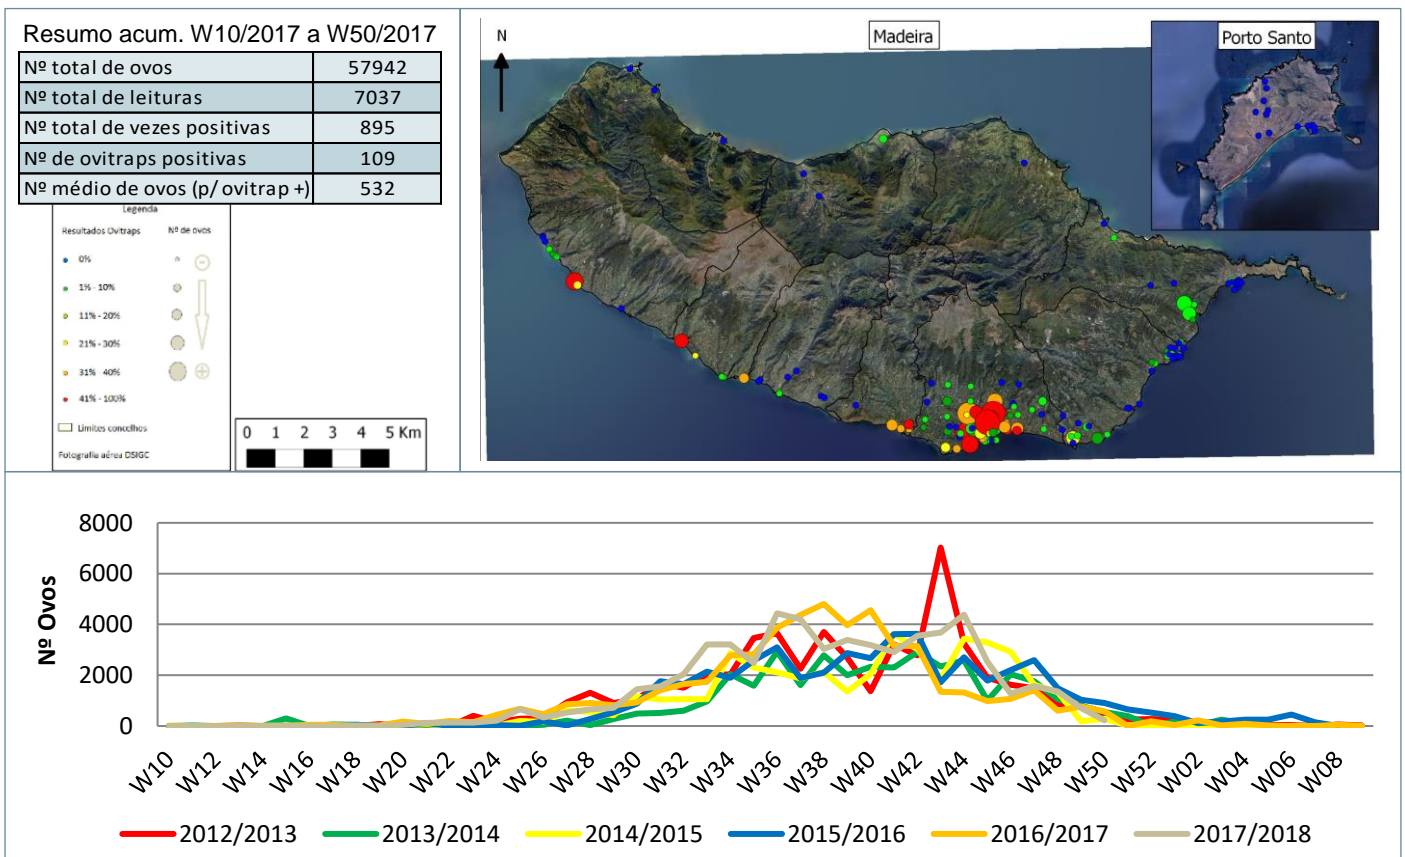 Resumo acum. W10/2017 a W50/2017
Nº total de ovos 57942
Nº total de leituras 7037
Nº total de vezes positivas 895
Nº de ovitraps positivas 109
Nº médio de ovos (p/ ovitrap +) 532
Legenda
Resultados Ovitraps Nº de ovos
0%
1% - 10%
11% - 20%
21% - 30%
31% - 40%
41% - 100%
Limites concelhos
Fotografia aérea DSIGC
0 1 2 3 4 5 Km
N
Madeira
Porto Santo
8000
6000
4000
2000
0
Nº Ovos
W10 W12 W14 W16 W18 W20 W22 W24 W26 W28 W30 W32 W34 W36 W38 W40 W42 W44 W46 W48 W50 W52 W02 W04 W06 W08
2012/2013 2013/2014 2014/2015 2015/2016 2016/2017 2017/2018